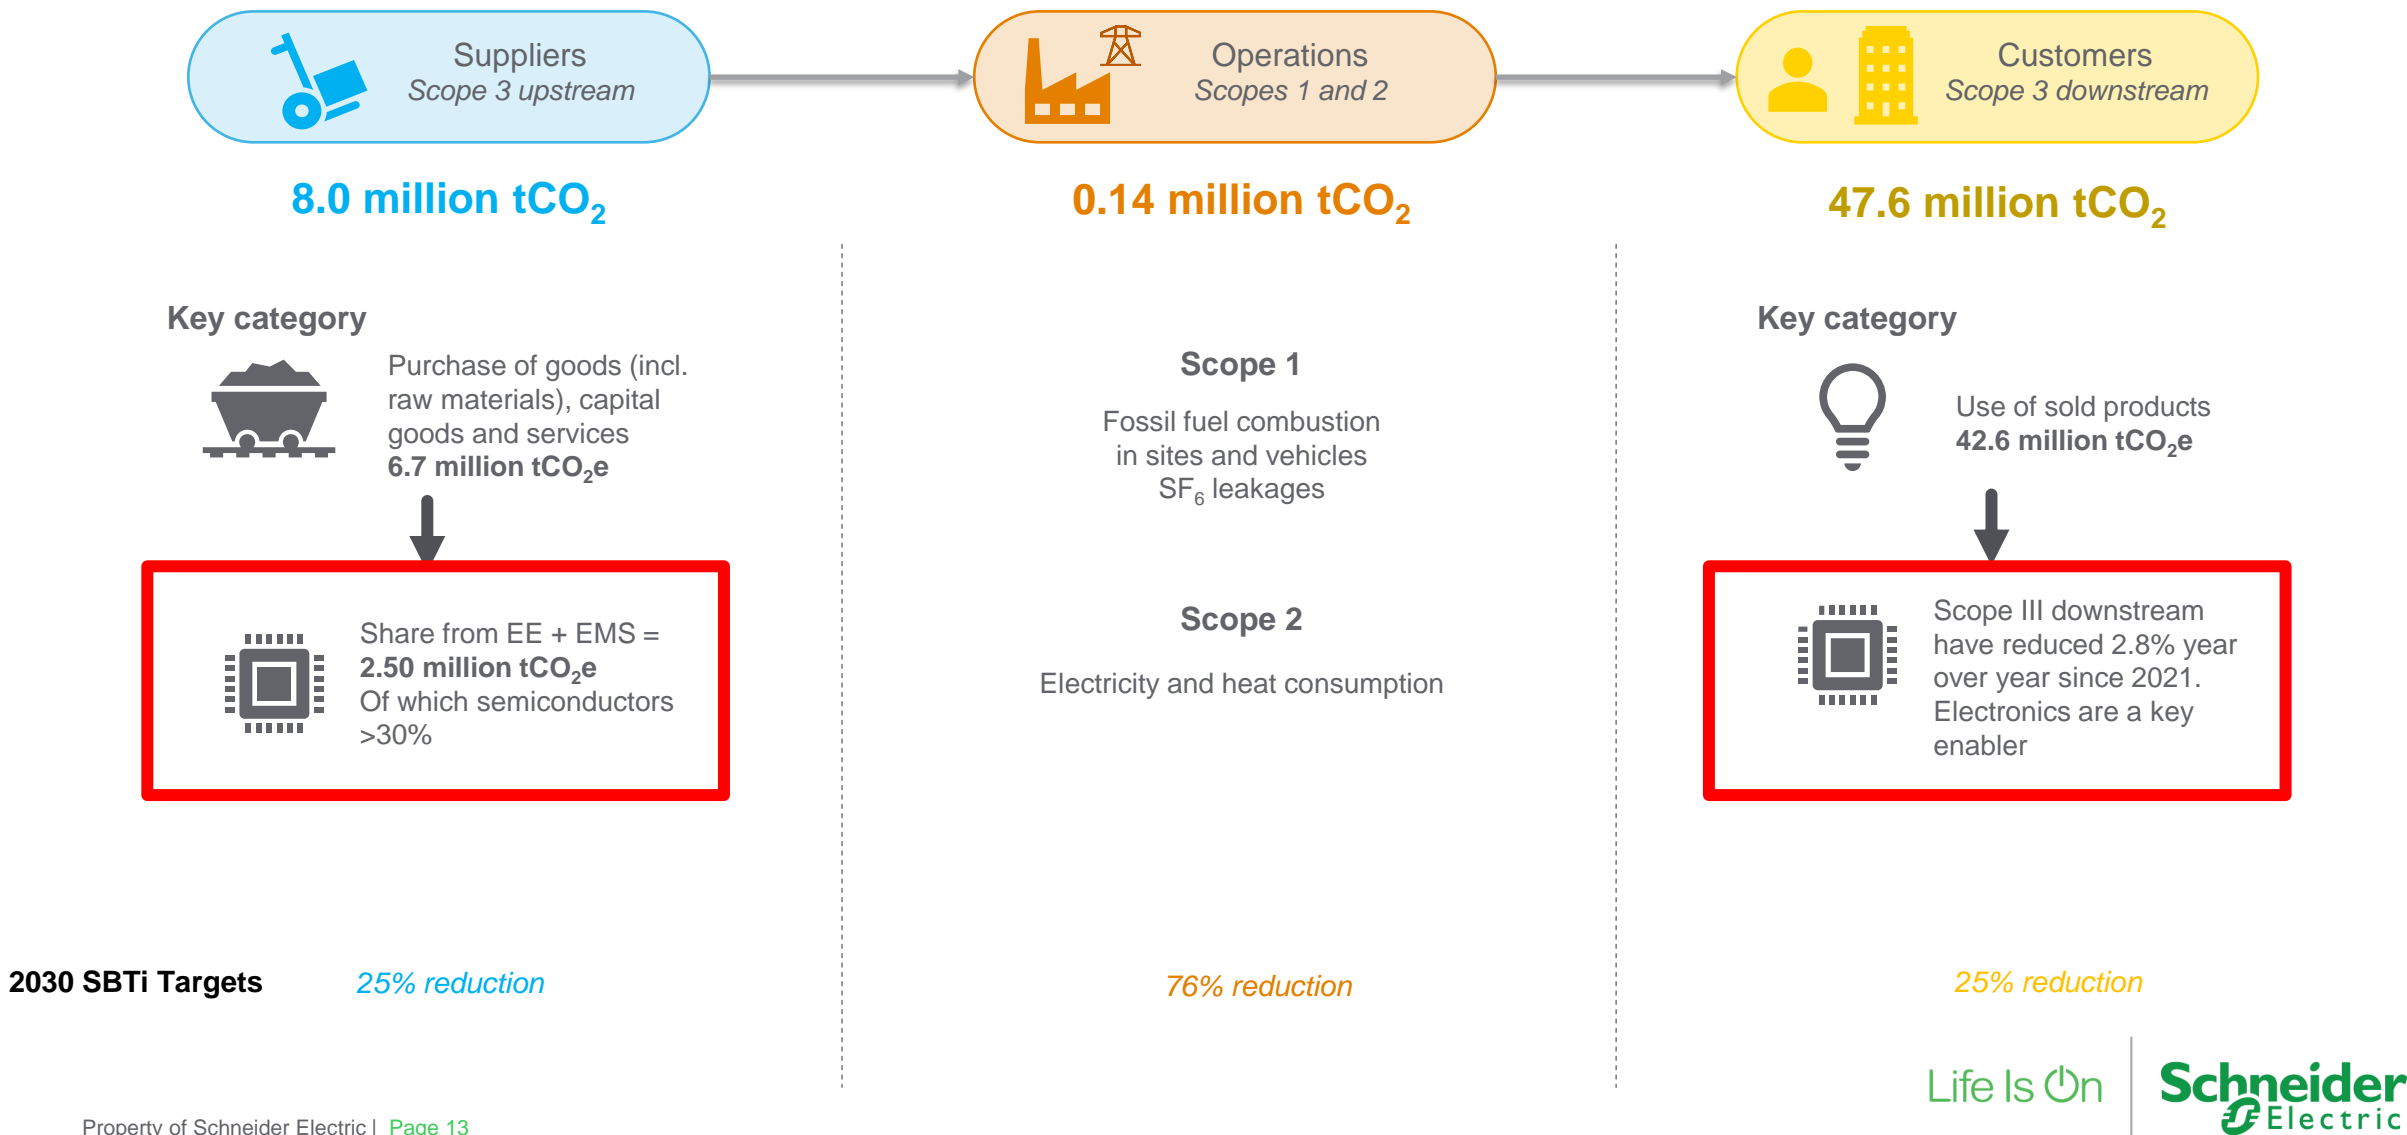 Suppliers
Scope 3 upstream
Operations
Scopes 1 and 2
Customers
Scope 3 downstream
8.0 million tCO₂
0.14 million tCO₂
47.6 million tCO₂
Key category
Purchase of goods (incl.
raw materials), capital
goods and services
6.7 million tCO₂e
Share from EE + EMS =
2.50 million tCO₂e
Of which semiconductors
>30%
Scope 1
Fossil fuel combustion
in sites and vehicles
SF₆ leakages
Scope 2
Electricity and heat consumption
Key category
Use of sold products
42.6 million tCO₂e
Scope III downstream
have reduced 2.8% year
over year since 2021.
Electronics are a key
enabler
2030 SBTi Targets
25% reduction
76% reduction
25% reduction
Life Is On
Schneider
Electric
Property of Schneider Electric | Page 13